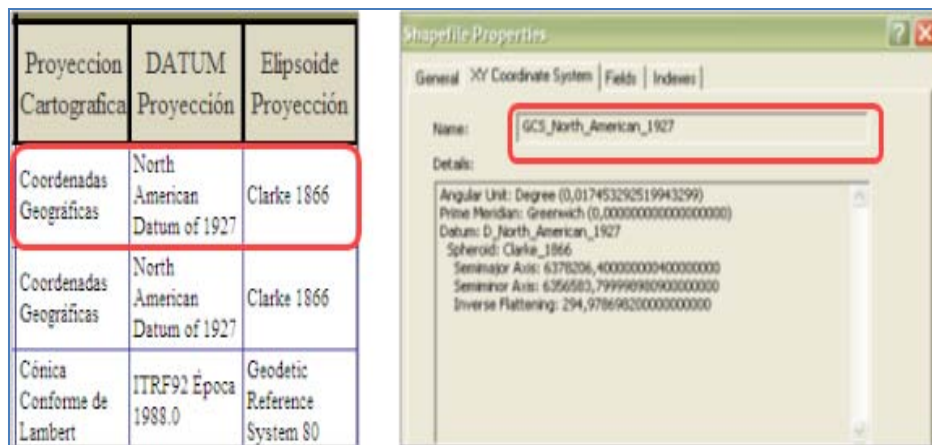 Proyeccion Cartografica
DATUM Proyección
Elipsoide Proyección
Coordenadas Geográficas
North American Datum of 1927
Clarke 1866
Coordenadas Geográficas
North American Datum of 1927
Clarke 1866
Cónica Conforme de Lambert
ITRF92 Época 1988.0
Geodetic Reference System 80
Shapefile Properties
General XY Coordinate System Fields Indexes
Name: GCS_North_American_1927
Details:
Angular Unit: Degree (0,017453292519943299)
Prime Meridian: Greenwich (0,000000000000000000)
Datum: D_North_American_1927
Spheroid: Clarke_1866
Semimajor Axis: 6378206,400000000400000000
Semiminor Axis: 6356583,799998980900000000
Inverse Flattening: 294,978698200000000000